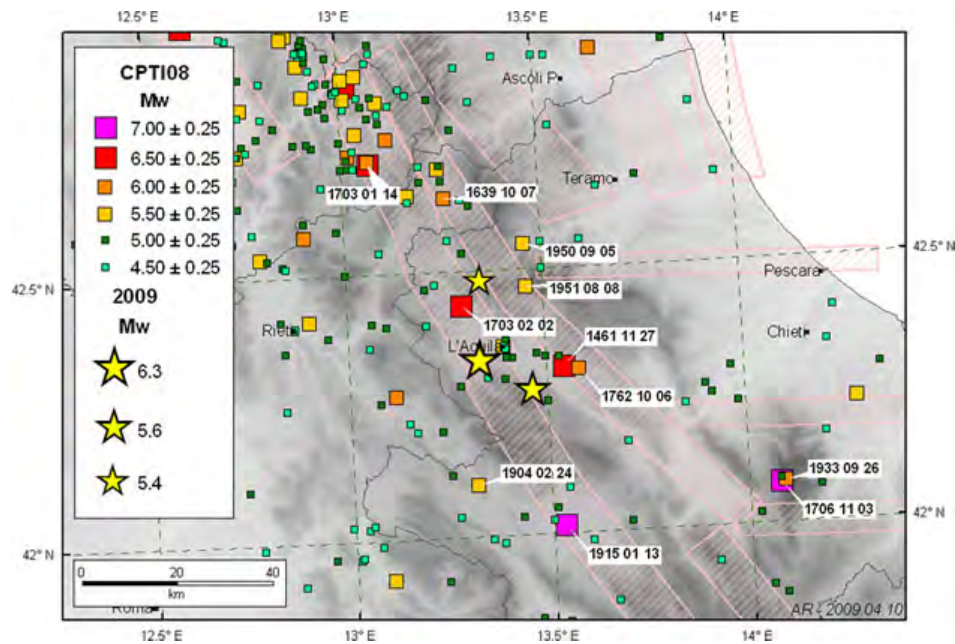 12.5° E
13.0° E
13.5° E
14° E
CPTI08
Mw
7.00 ± 0.25
6.50 ± 0.25
6.00 ± 0.25
5.50 ± 0.25
5.00 ± 0.25
4.50 ± 0.25
2009
Mw
6.3
5.6
5.4
Ascoli P
Teramo
1703 01 14
1639 10 07
1950 09 05
42.5° N
Pescara
1951 08 08
42.5° N
1703 02 02
Rieti
Chieti
L'Aquila
1461 11 27
1762 10 06
1904 02 24
1933 09 26
1706 11 03
42° N
1915 01 13
42° N
0 20 40
km
Roma
AR - 2009.04.10
12.5° E
13° E
13.5° E
14° E